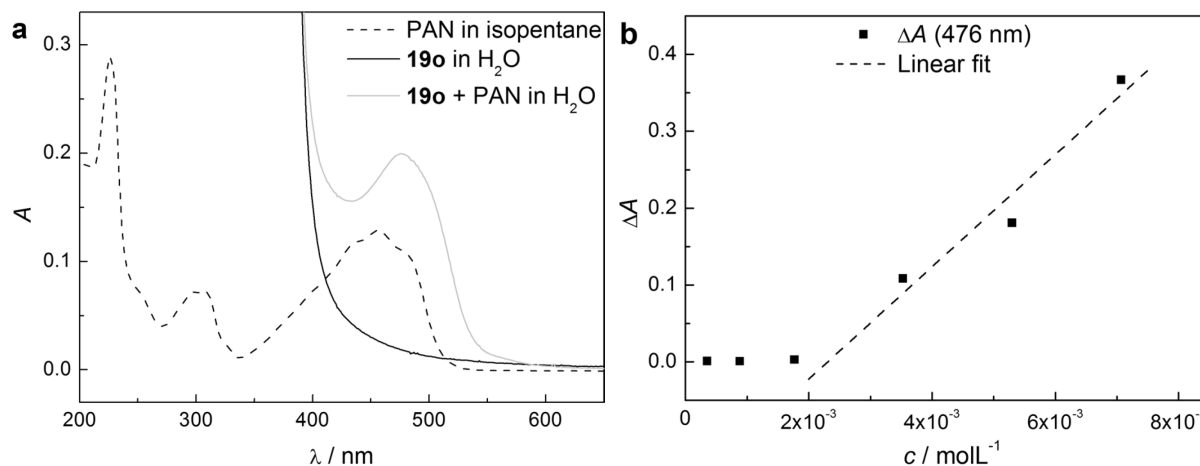 a
PAN in isopentane
19o in H₂O
19o + PAN in H₂O
0.3
0.2
0.1
0.0
A
200 300 400 500 600
λ / nm
b
ΔA (476 nm)
Linear fit
0.4
0.3
0.2
0.1
0.0
ΔA
0 2x10⁻³ 4x10⁻³ 6x10⁻³ 8x10⁻
c / molL⁻¹